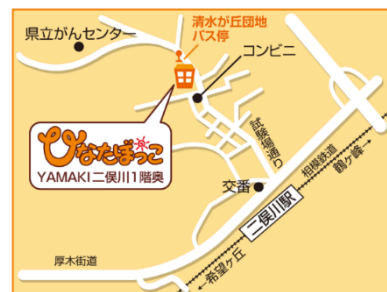 清水が丘団地
バス停
県立がんセンター
コンビニ
ひなたぼっこ
YAMAKI二俣川1階奥
試験場通り
相模鉄道
鶴ヶ峰→
交番
二俣川駅
厚木街道
←希望ヶ丘